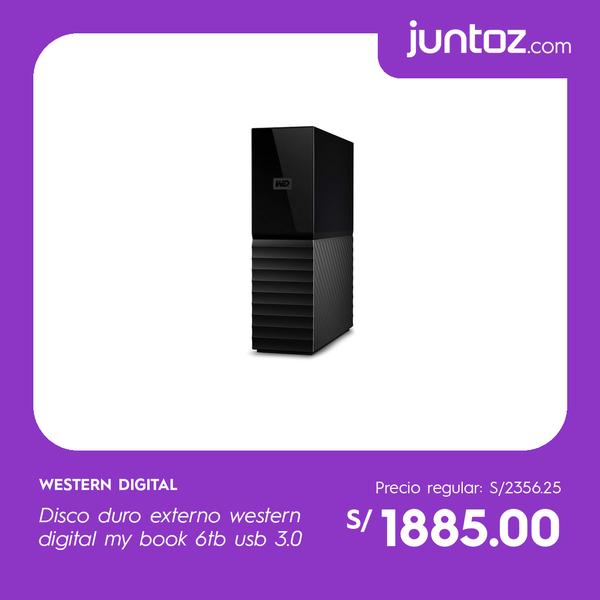 juntoz.com
WD
WESTERN DIGITAL
Disco duro externo western
digital my book 6tb usb 3.0
Precio regular: S/2356.25
S/ 1885.00